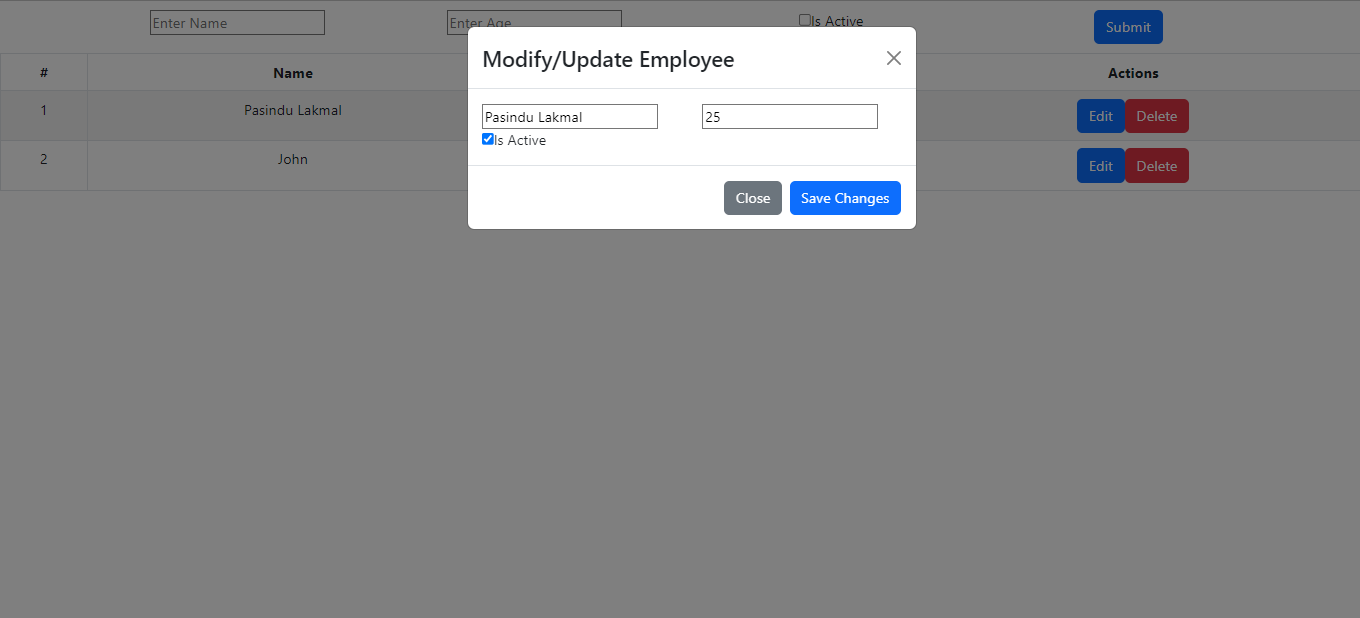 Enter Name Enter Age Is Active Submit
Modify/Update Employee
# Name Actions
Pasindu Lakmal 25
Is Active
1 Pasindu Lakmal Edit Delete
2 John Edit Delete
Close Save Changes